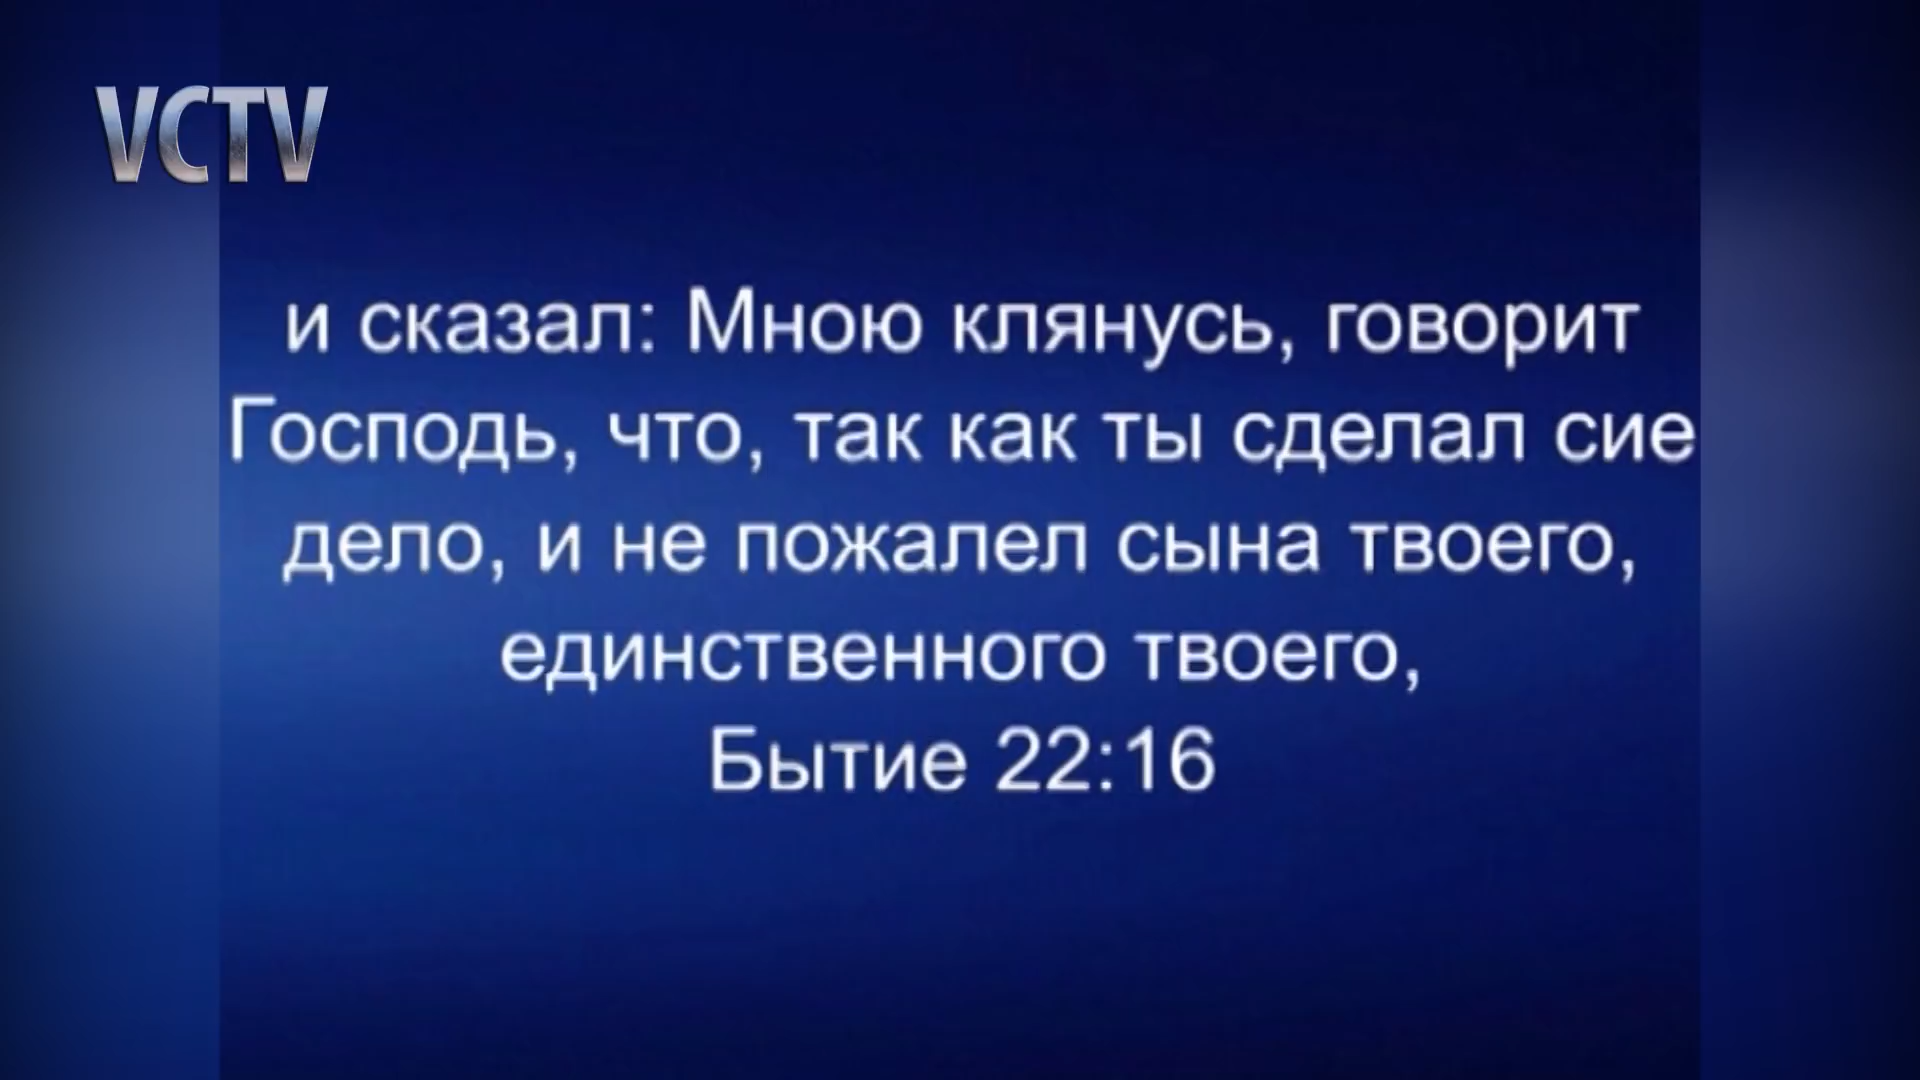 VCTV
и сказал: Мною клянусь, говорит
Господь, что, так как ты сделал сие
дело, и не пожалел сына твоего,
единственного твоего,
Бытие 22:16